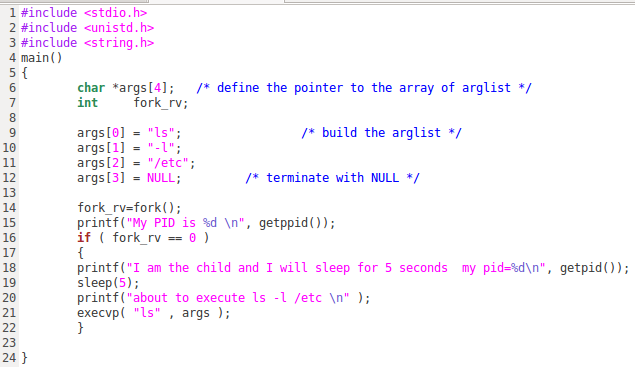 1 #include <stdio.h>
2 #include <unistd.h>
3 #include <string.h>
4 main()
5 {
6         char *args[4];   /* define the pointer to the array of arglist */
7         int     fork_rv;
8
9         args[0] = "ls";                 /* build the arglist */
10         args[1] = "-l";
11         args[2] = "/etc";
12         args[3] = NULL;         /* terminate with NULL */
13
14         fork_rv=fork();
15         printf("My PID is %d \n", getppid());
16         if ( fork_rv == 0 )
17         {
18         printf("I am the child and I will sleep for 5 seconds  my pid=%d\n", getpid());
19         sleep(5);
20         printf("about to execute ls -l /etc \n" );
21         execvp( "ls" , args );
22         }
23
24 }